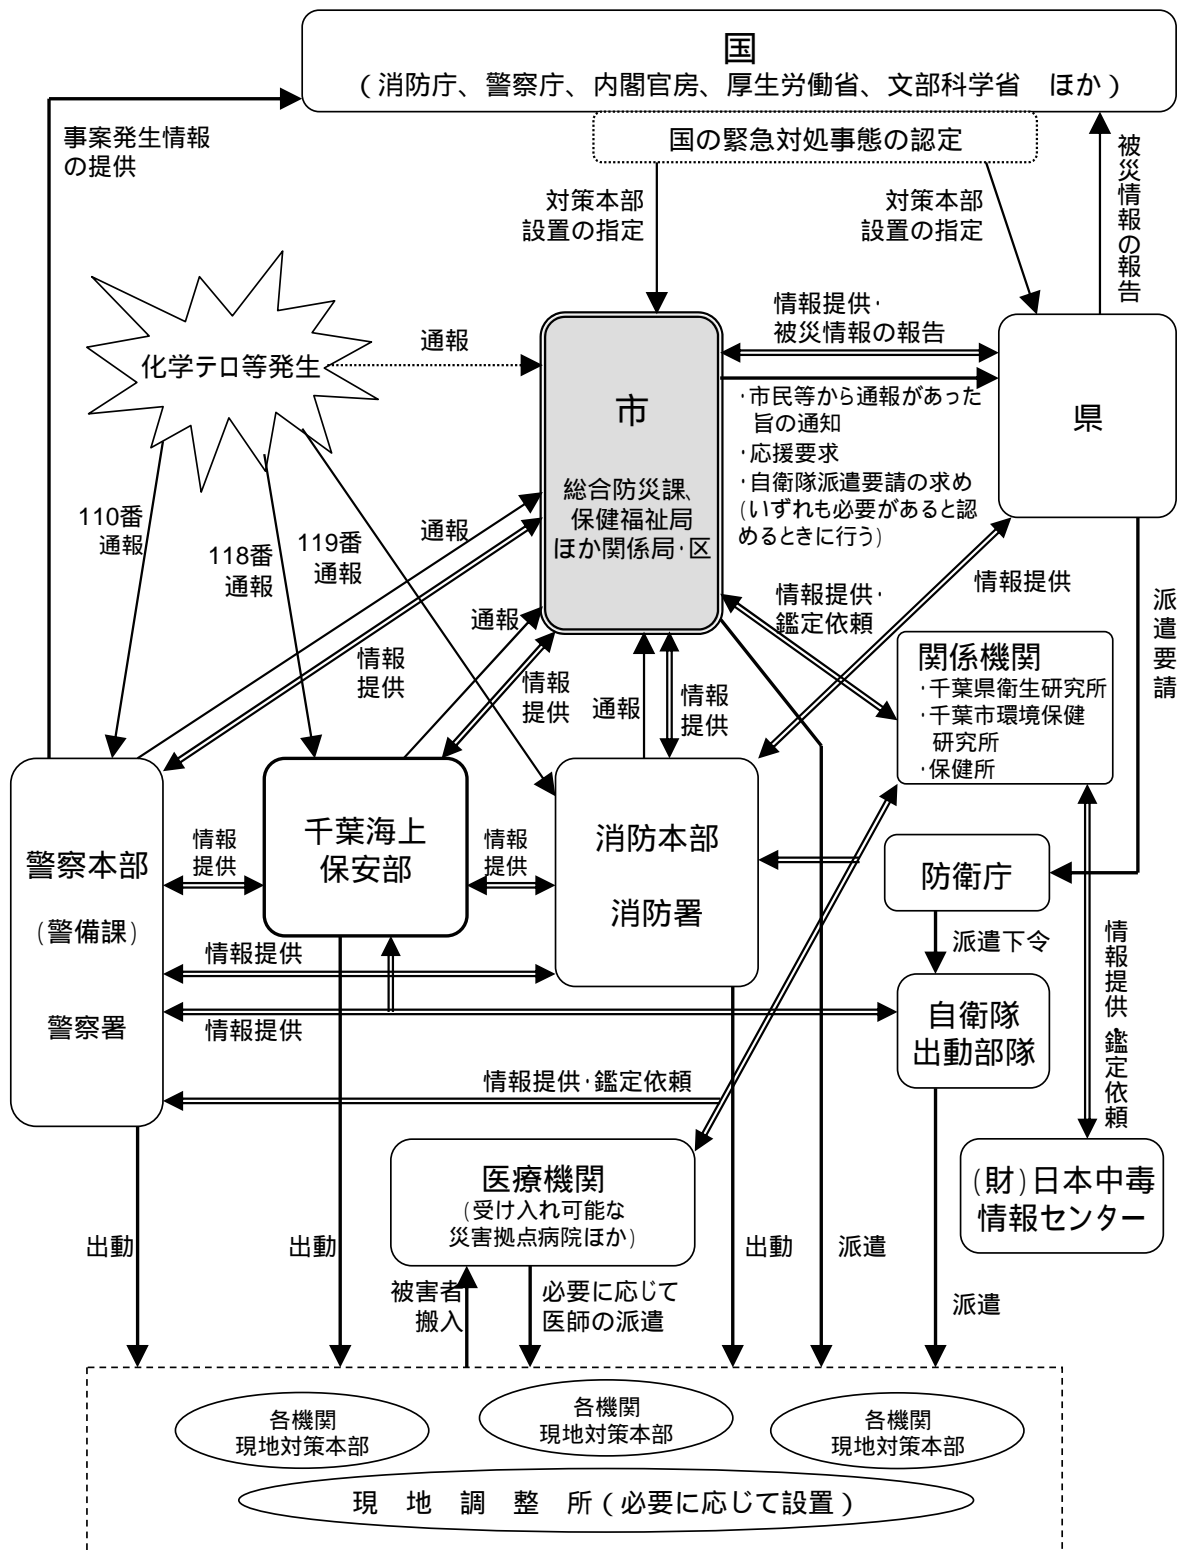 国
（消防庁、警察庁、内閣官房、厚生労働省、文部科学省　ほか）
国の緊急対処事態の認定
事案発生情報
の提供
対策本部
設置の指定
対策本部
設置の指定
被災情報の報告
化学テロ等発生
通報
市
総合防災課、
保健福祉局
ほか関係局・区
情報提供・
被災情報の報告
・市民等から通報があった
旨の通知
・応援要求
・自衛隊派遣要請の求め
(いずれも必要があると認
めるときに行う)
県
110番
通報
118番
通報
119番
通報
通報
情報
提供
通報
情報
提供
通報
情報
提供
情報提供・
鑑定依頼
情報提供
派遣要請
関係機関
・千葉県衛生研究所
・千葉市環境保健
研究所
・保健所
警察本部
(警備課)
警察署
情報
提供
千葉海上
保安部
情報
提供
消防本部
消防署
防衛庁
派遣下令
自衛隊
出動部隊
情報提供
情報提供
情報提供・鑑定依頼
情報提供・鑑定依頼
医療機関
(受け入れ可能な
災害拠点病院ほか)
(財)日本中毒
情報センター
出動
出動
被害者
搬入
必要に応じて
医師の派遣
出動
派遣
派遣
各機関
現地対策本部
各機関
現地対策本部
各機関
現地対策本部
現　地　調　整　所（必要に応じて設置）